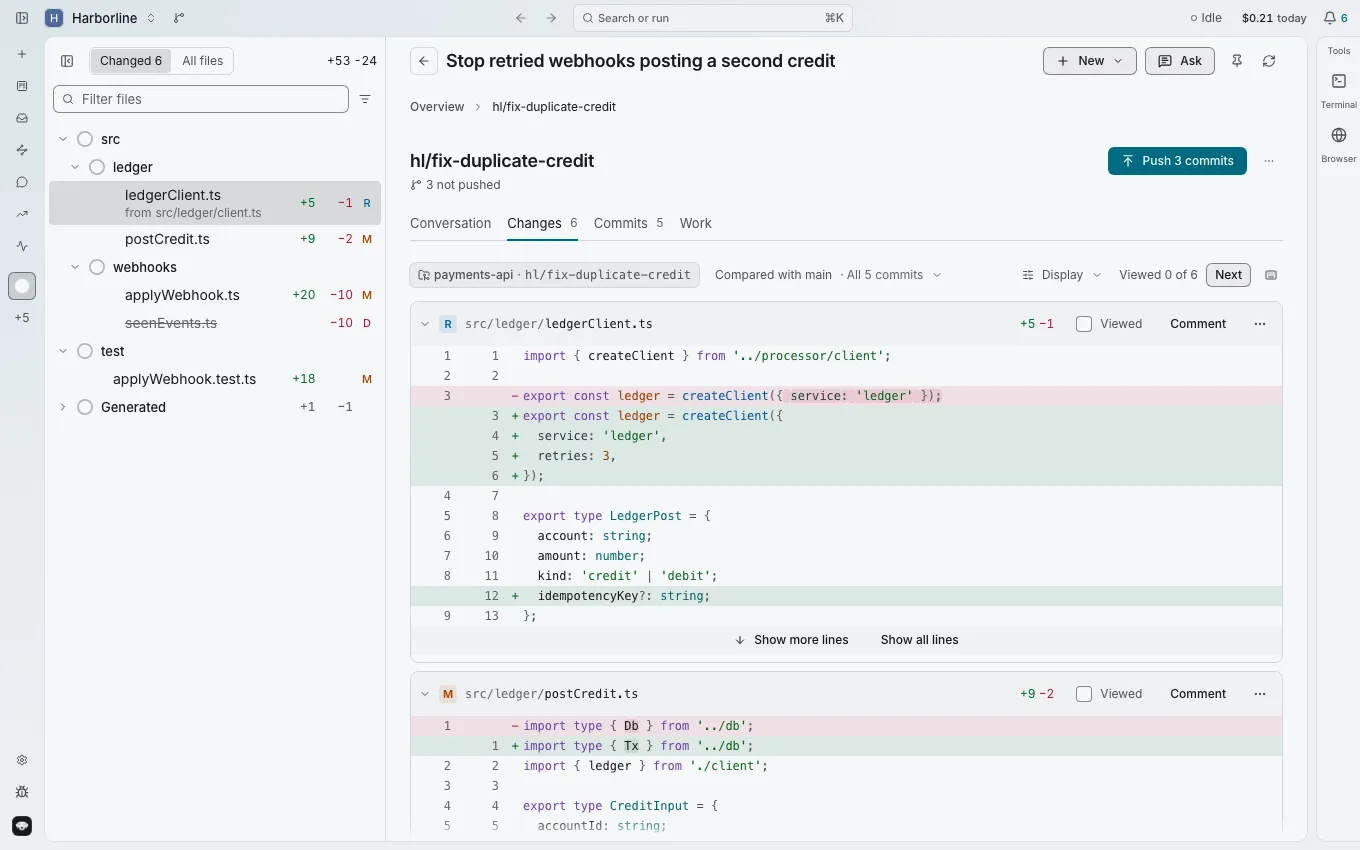 H Harborline
Search or run ⌘K
Idle $0.21 today 6
Changed 6 All files +53 -24
Filter files
src
ledger
ledgerClient.ts +5 −1 R
from src/ledger/client.ts
postCredit.ts +9 −2 M
webhooks
applyWebhook.ts +20 −10 M
seenEvents.ts −10 D
test
applyWebhook.test.ts +18 M
Generated +1 −1
+5
Stop retried webhooks posting a second credit
New Ask
Overview hl/fix-duplicate-credit
hl/fix-duplicate-credit
Push 3 commits
3 not pushed
Conversation Changes 6 Commits 5 Work
payments-api · hl/fix-duplicate-credit Compared with main · All 5 commits Display Viewed 0 of 6 Next
R src/ledger/ledgerClient.ts +5 −1 Viewed Comment
1 1 import { createClient } from '../processor/client';
2 2
3 − export const ledger = createClient({ service: 'ledger' });
3 + export const ledger = createClient({
4 + service: 'ledger',
5 + retries: 3,
6 + });
4 7
5 8 export type LedgerPost = {
6 9 account: string;
7 10 amount: number;
8 11 kind: 'credit' | 'debit';
12 + idempotencyKey?: string;
9 13 };
Show more lines Show all lines
M src/ledger/postCredit.ts +9 −2 Viewed Comment
1 − import type { Db } from '../db';
1 + import type { Tx } from '../db';
2 2 import { ledger } from './client';
3 3
4 4 export type CreditInput = {
5 5 accountId: string;
Tools
Terminal
Browser